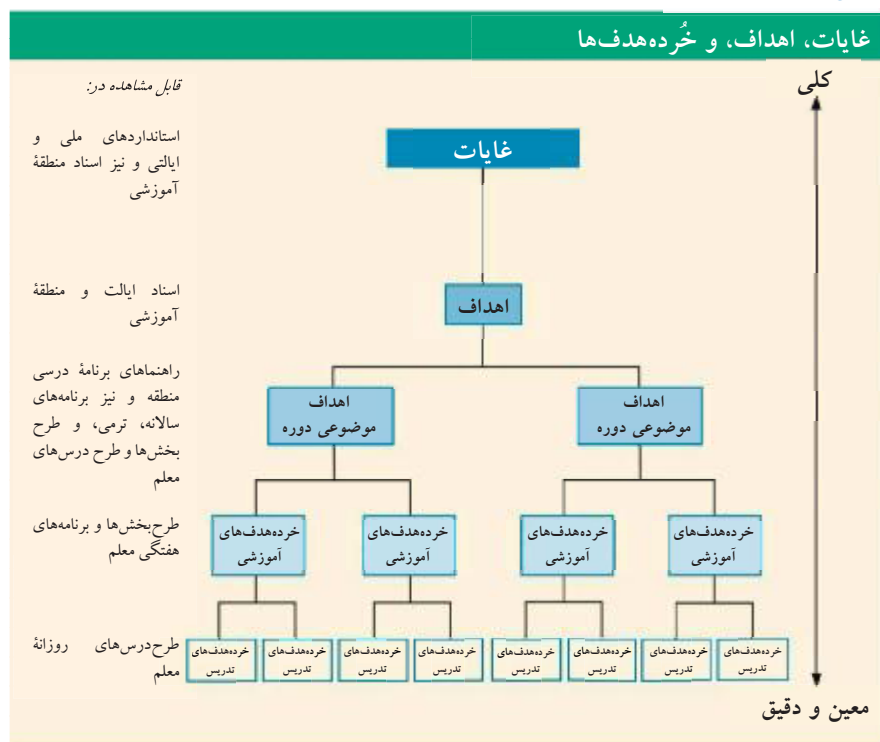 غایات، اهداف، و خُرده‌هدف‌ها
کلی
قابل مشاهده در:
غایات
استانداردهای ملی و
ایالتی و نیز اسناد منطقهٔ
آموزشی
اهداف
اسناد ایالت و منطقهٔ
آموزشی
اهداف
موضوعی دوره
اهداف
موضوعی دوره
راهنماهای برنامهٔ درسی
منطقه و نیز برنامه‌های
سالانه، ترمی، و طرح
بخش‌ها و طرح درس‌های
معلم
خرده‌هدف‌های
آموزشی
خرده‌هدف‌های
آموزشی
خرده‌هدف‌های
آموزشی
خرده‌هدف‌های
آموزشی
طرح‌بخش‌ها و برنامه‌های
هفتگی معلم
خرده‌هدف‌های
تدریس
خرده‌هدف‌های
تدریس
خرده‌هدف‌های
تدریس
خرده‌هدف‌های
تدریس
خرده‌هدف‌های
تدریس
خرده‌هدف‌های
تدریس
خرده‌هدف‌های
تدریس
خرده‌هدف‌های
تدریس
طرح‌درس‌های روزانهٔ
معلم
معین و دقیق